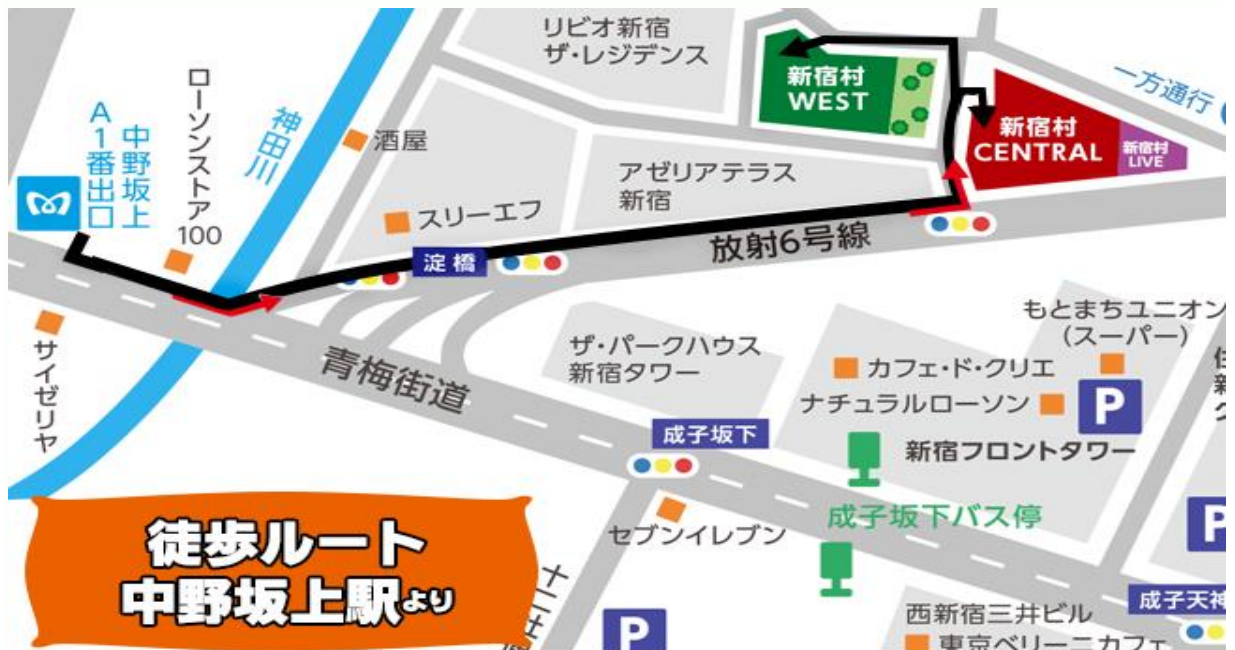 リビオ新宿
ザ・レジデンス
新宿村
WEST
一方通行
新宿村
CENTRAL
新宿村
LIVE
ローソンストア
100
中野坂上
A1番出口
神田川
酒屋
アゼリアテラス
新宿
スリーエフ
淀橋
放射6号線
サイゼリヤ
青梅街道
ザ・パークハウス
新宿タワー
もとまちユニオン
(スーパー)
カフェ・ド・クリエ
ナチュラルローソン
P
新宿フロントタワー
成子坂下
セブンイレブン
成子坂下バス停
P
徒歩ルート
中野坂上駅より
P
成子天神
西新宿三井ビル
東京ベリーニカフェ